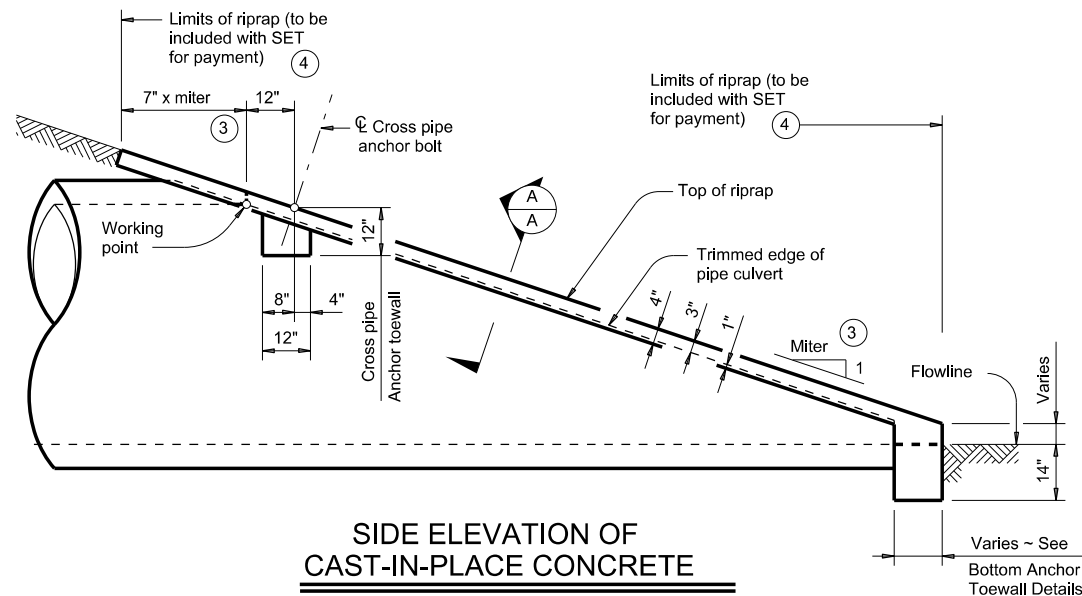 Limits of riprap (to be
included with SET
for payment)
4
7" x miter
12"
3
℄ Cross pipe
anchor bolt
Limits of riprap (to be
included with SET
for payment)
4
A
A
Top of riprap
Working
point
12"
Trimmed edge of
pipe culvert
8"
4"
12"
Cross pipe
Anchor toewall
4"
3"
1"
3
Miter
1
Flowline
Varies
14"
SIDE ELEVATION OF
CAST-IN-PLACE CONCRETE
Varies ~ See
Bottom Anchor
Toewall Details